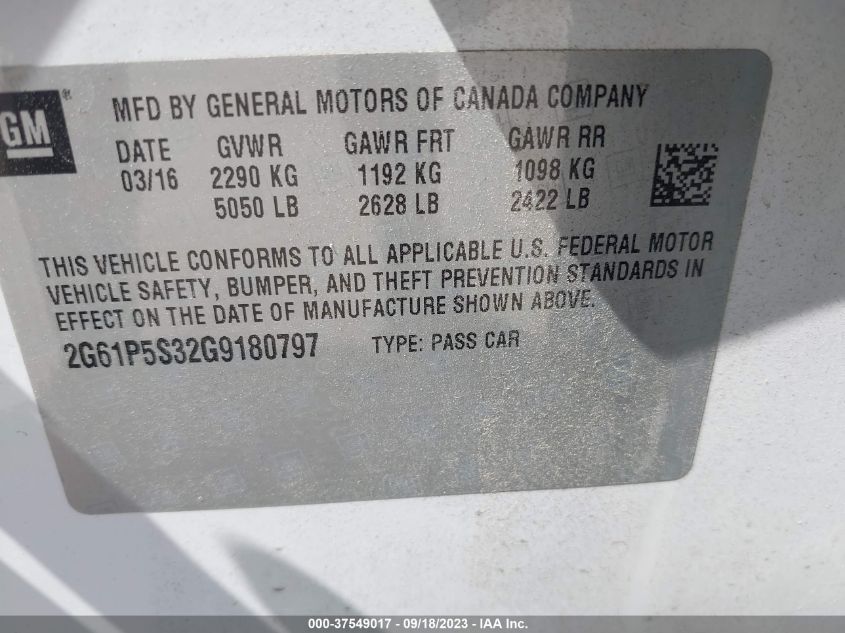 GM ®
MFD BY GENERAL MOTORS OF CANADA COMPANY
DATE GVWR GAWR FRT GAWR RR
03/16 2290 KG 1192 KG 1098 KG
5050 LB 2628 LB 2422 LB
THIS VEHICLE CONFORMS TO ALL APPLICABLE U.S. FEDERAL MOTOR
VEHICLE SAFETY, BUMPER, AND THEFT PREVENTION STANDARDS IN
EFFECT ON THE DATE OF MANUFACTURE SHOWN ABOVE.
2G61P5S32G9180797 TYPE: PASS CAR
000-37549017 - 09/18/2023 - IAA Inc.